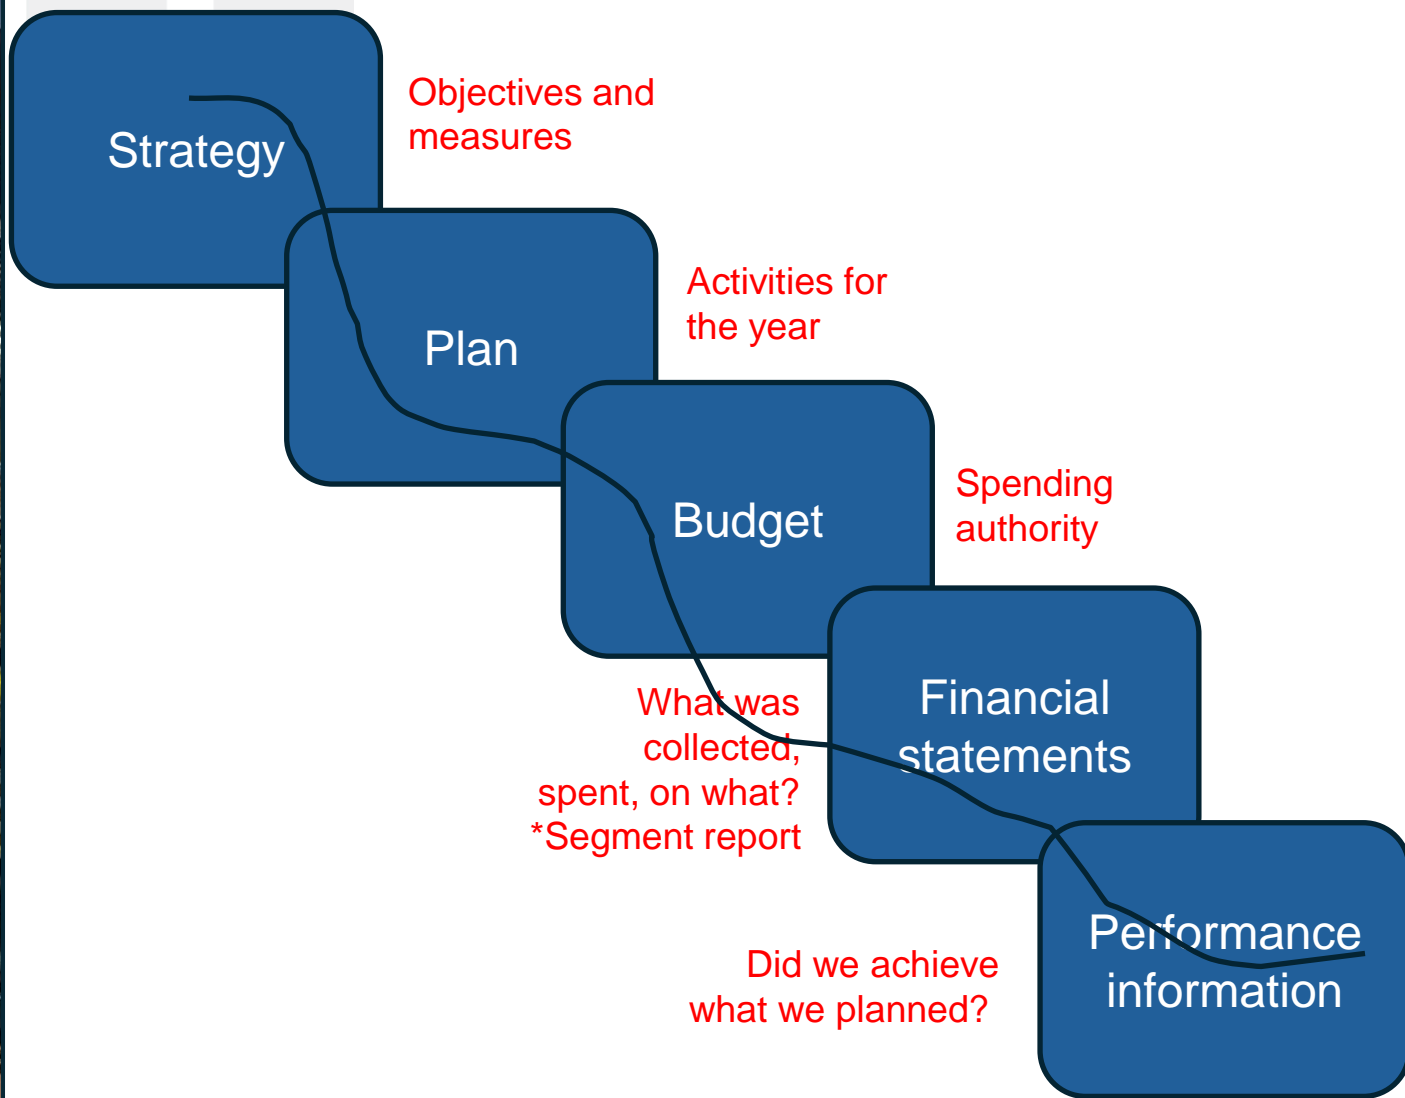 Strategy
Objectives and
measures
Plan
Activities for
the year
Budget
Spending
authority
Financial
statements
What was
collected,
spent, on what?
*Segment report
Performance
information
Did we achieve
what we planned?